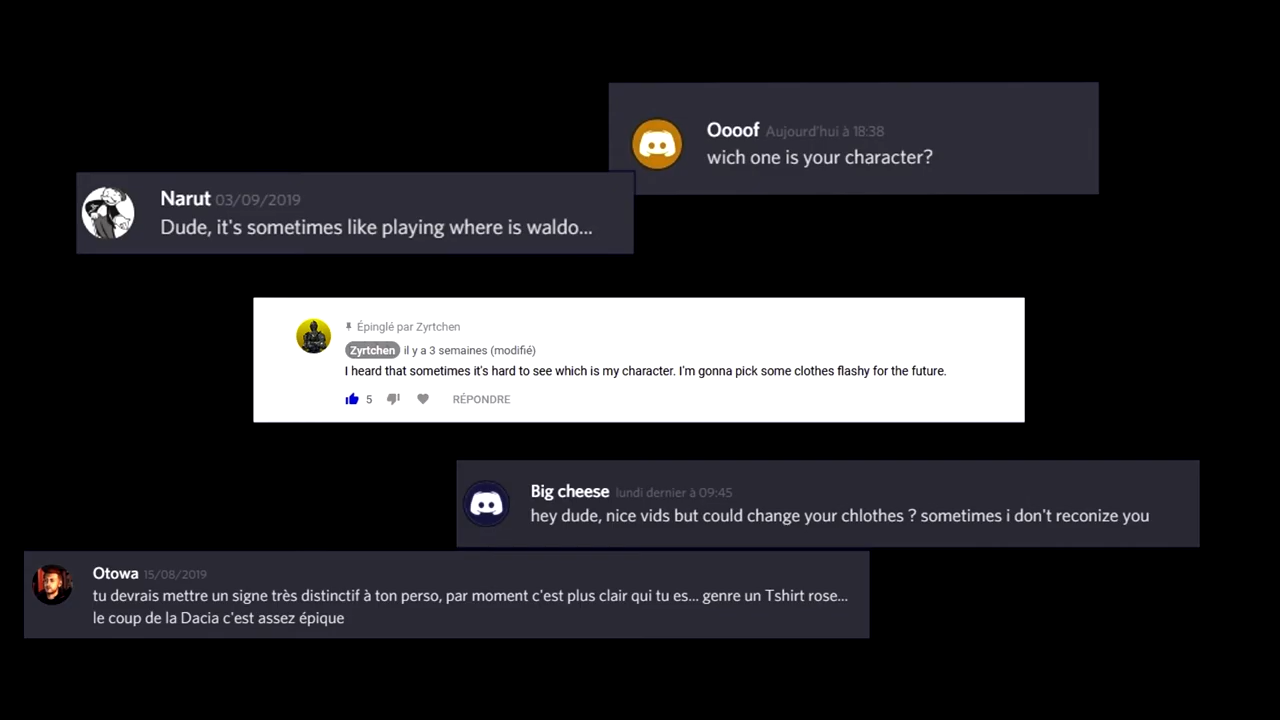 Oooof Aujourd'hui à 18:38
wich one is your character?
Narut 03/09/2019
Dude, it's sometimes like playing where is waldo...
Épinglé par Zyrtchen
Zyrtchen il y a 3 semaines (modifié)
I heard that sometimes it's hard to see which is my character. I'm gonna pick some clothes flashy for the future.
5 RÉPONDRE
Big cheese lundi dernier à 09:45
hey dude, nice vids but could change your chlothes ? sometimes i don't reconize you
Otowa 15/08/2019
tu devrais mettre un signe très distinctif à ton perso, par moment c'est plus clair qui tu es... genre un Tshirt rose...
le coup de la Dacia c'est assez épique